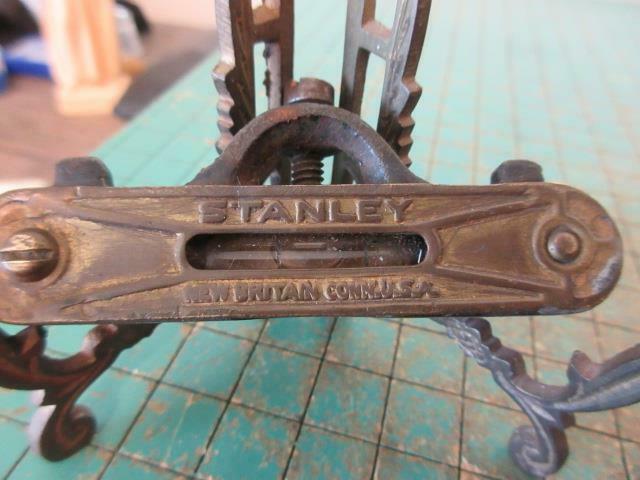 STANLEY
NEW BRITAIN CONN. U.S.A.